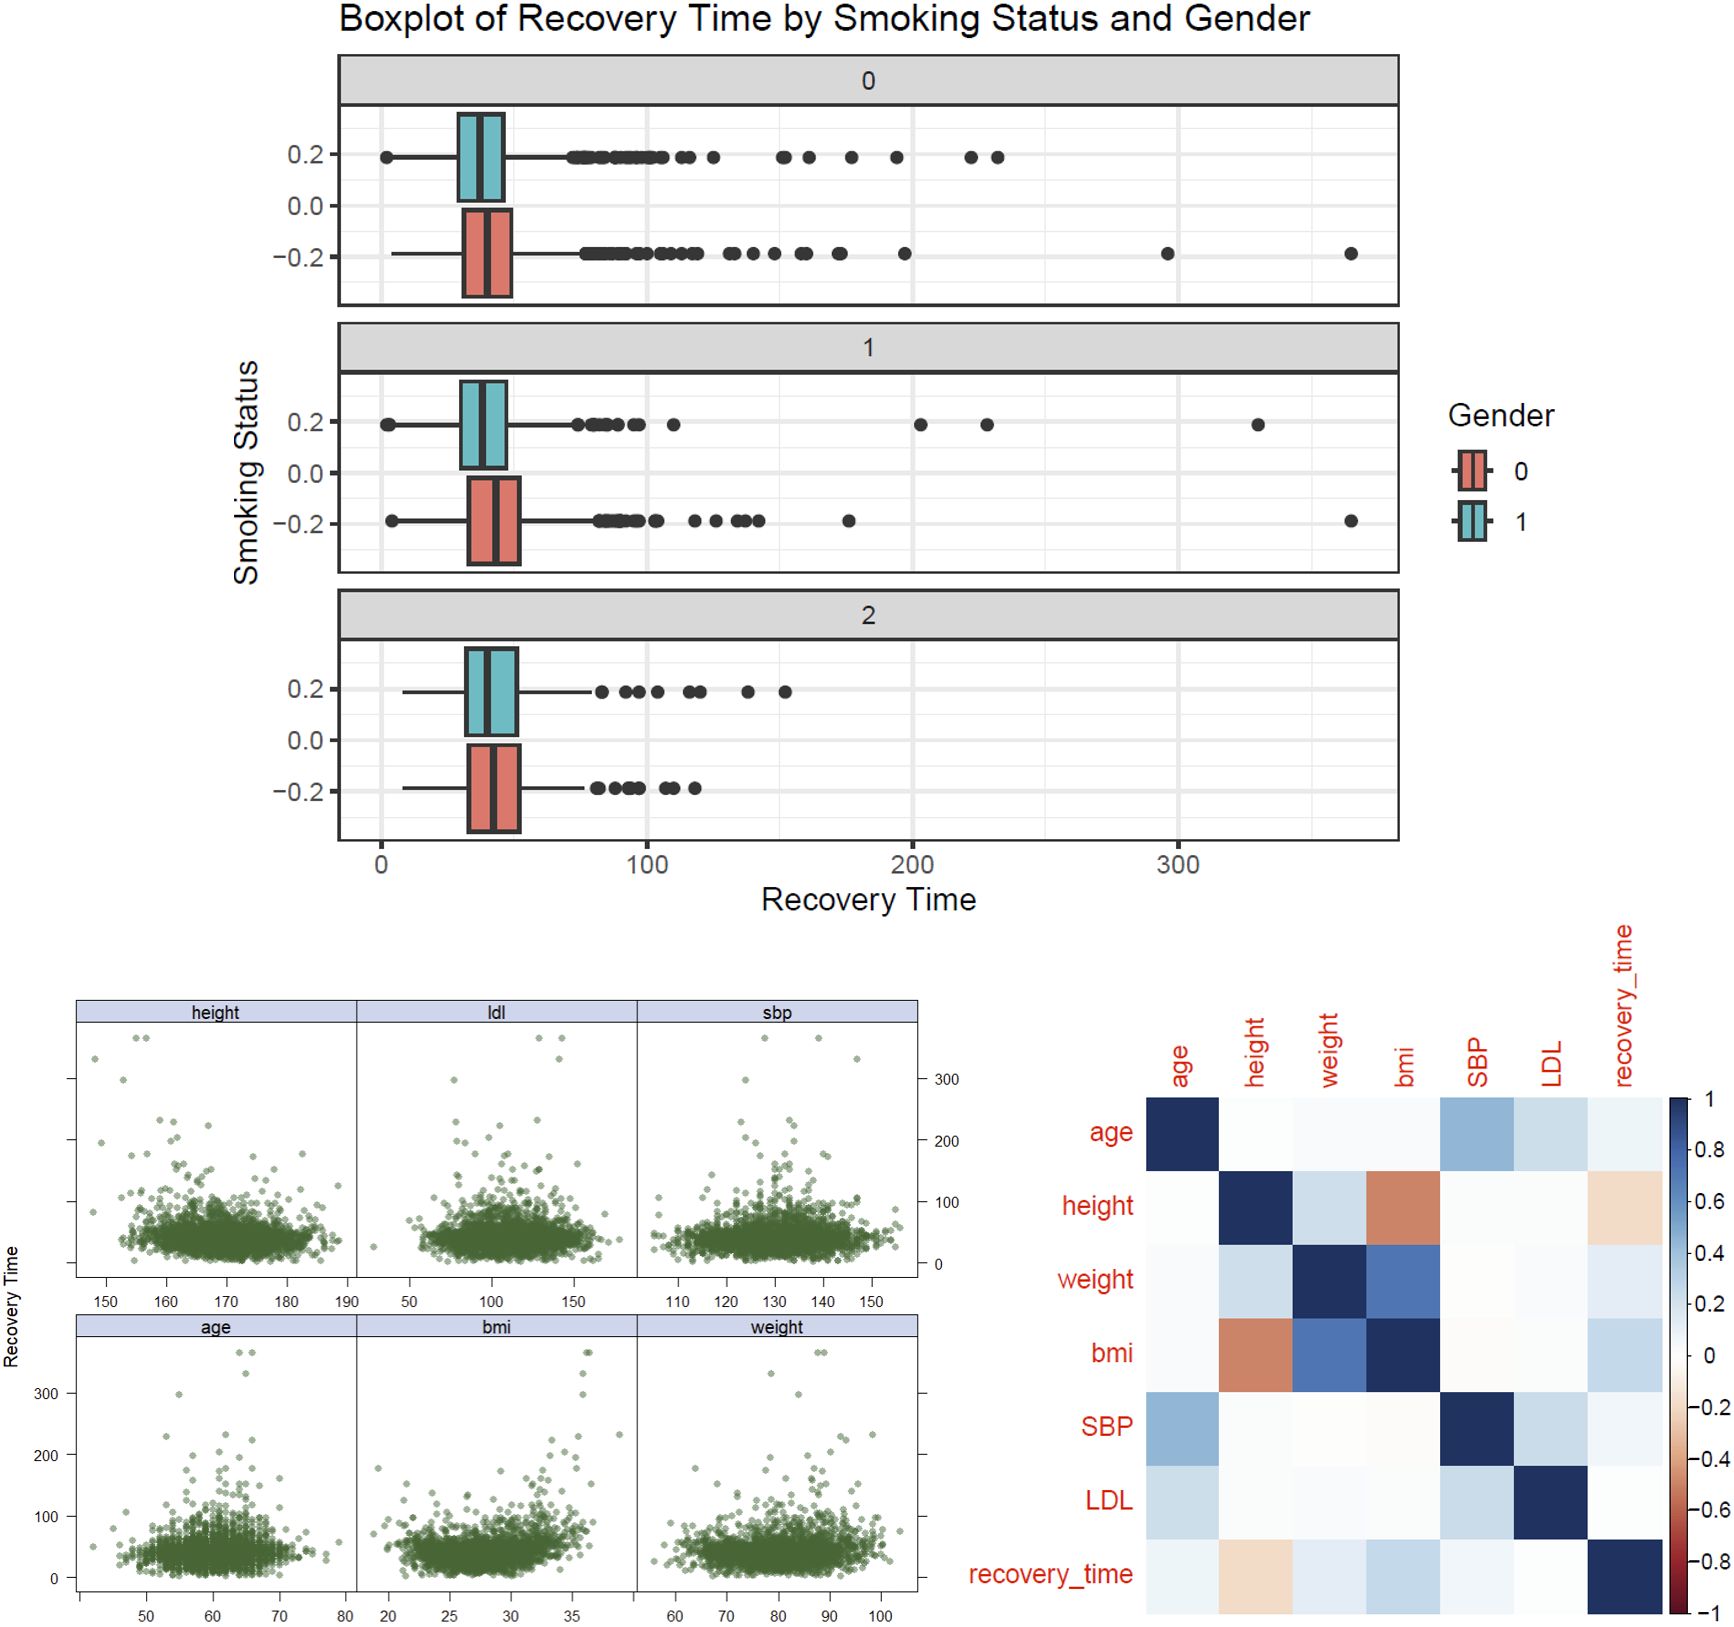 Boxplot of Recovery Time by Smoking Status and Gender
0
0.2
0.0
−0.2
1
0.2
0.0
−0.2
2
0.2
0.0
−0.2
0 100 200 300
Recovery Time
Smoking Status
Gender
0
1
height ldl sbp
300
200
100
0
150 160 170 180 190 50 100 150 110 120 130 140 150
age bmi weight
300
200
100
0
50 60 70 80 20 25 30 35 60 70 80 90 100
Recovery Time
age height weight bmi SBP LDL recovery_time
age
height
weight
bmi
SBP
LDL
recovery_time
1
0.8
0.6
0.4
0.2
0
−0.2
−0.4
−0.6
−0.8
−1